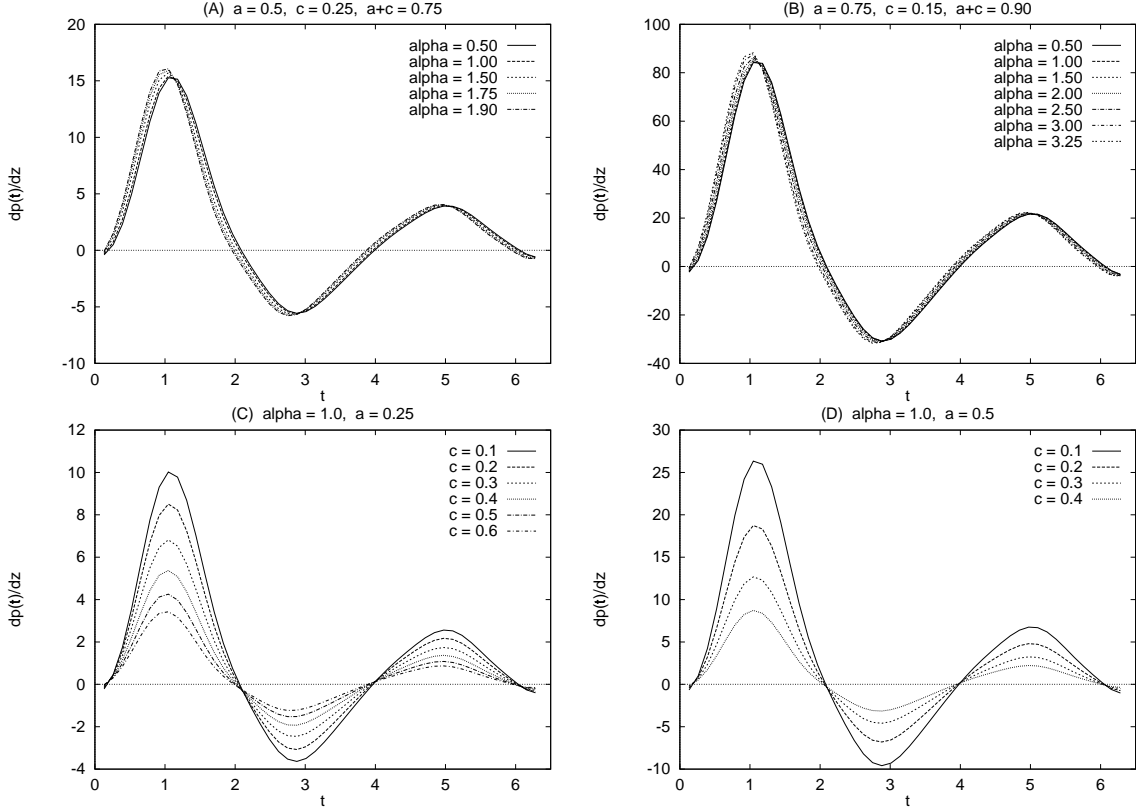 (A)  a = 0.5,  c = 0.25,  a+c = 0.75
20
15
10
5
0
-5
-10
dp(t)/dz
alpha = 0.50
alpha = 1.00
alpha = 1.50
alpha = 1.75
alpha = 1.90
0 1 2 3 4 5 6
t
(B)  a = 0.75,  c = 0.15,  a+c = 0.90
100
80
60
40
20
0
-20
-40
dp(t)/dz
alpha = 0.50
alpha = 1.00
alpha = 1.50
alpha = 2.00
alpha = 2.50
alpha = 3.00
alpha = 3.25
0 1 2 3 4 5 6
t
(C)  alpha = 1.0,  a = 0.25
12
10
8
6
4
2
0
-2
-4
dp(t)/dz
c = 0.1
c = 0.2
c = 0.3
c = 0.4
c = 0.5
c = 0.6
0 1 2 3 4 5 6
t
(D)  alpha = 1.0,  a = 0.5
30
25
20
15
10
5
0
-5
-10
dp(t)/dz
c = 0.1
c = 0.2
c = 0.3
c = 0.4
0 1 2 3 4 5 6
t